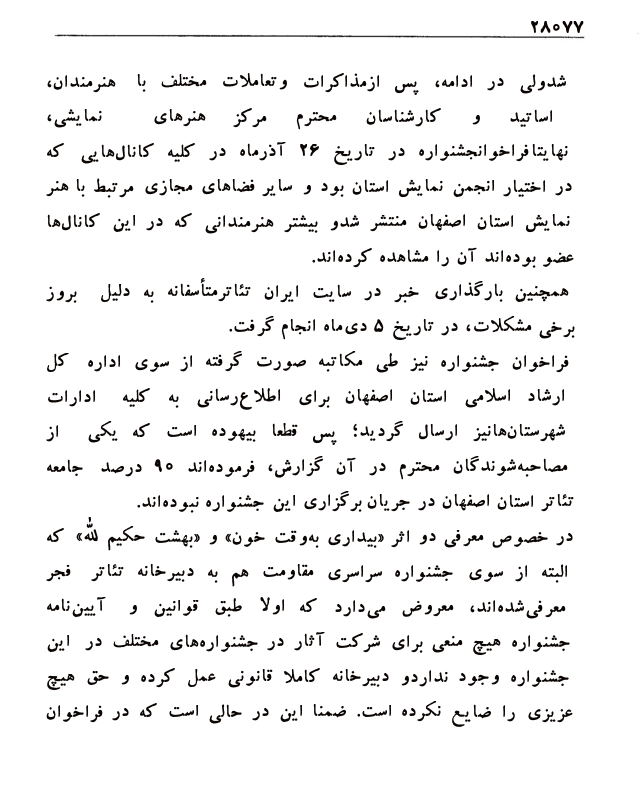 ۲۸۰۷۷
شدولی در ادامه، پس ازمذاکرات وتعاملات مختلف با هنرمندان،
اساتید و کارشناسان محترم مرکز هنرهای نمایشی،
نهایتافراخوانجشنواره در تاریخ ۲۶ آذرماه در کلیه کانال‌هایی که
در اختیار انجمن نمایش استان بود و سایر فضاهای مجازی مرتبط با هنر
نمایش استان اصفهان منتشر شدو بیشتر هنرمندانی که در این کانال‌ها
عضو بوده‌اند آن را مشاهده کرده‌اند.
همچنین بارگذاری خبر در سایت ایران تئاترمتأسفانه به دلیل بروز
برخی مشکلات، در تاریخ ۵ دی‌ماه انجام گرفت.
فراخوان جشنواره نیز طی مکاتبه صورت گرفته از سوی اداره کل
ارشاد اسلامی استان اصفهان برای اطلاع‌رسانی به کلیه ادارات
شهرستان‌هانیز ارسال گردید؛ پس قطعا بیهوده است که یکی از
مصاحبه‌شوندگان محترم در آن گزارش، فرموده‌اند ۹۰ درصد جامعه
تئاتر استان اصفهان در جریان برگزاری این جشنواره نبوده‌اند.
در خصوص معرفی دو اثر «بیداری به‌وقت خون» و «بهشت حکیم لله» که
البته از سوی جشنواره سراسری مقاومت هم به دبیرخانه تئاتر فجر
معرفی‌شده‌اند، معروض می‌دارد که اولا طبق قوانین و آیین‌نامه
جشنواره هیچ منعی برای شرکت آثار در جشنواره‌های مختلف در این
جشنواره وجود نداردو دبیرخانه کاملا قانونی عمل کرده و حق هیچ
عزیزی را ضایع نکرده است. ضمنا این در حالی است که در فراخوان